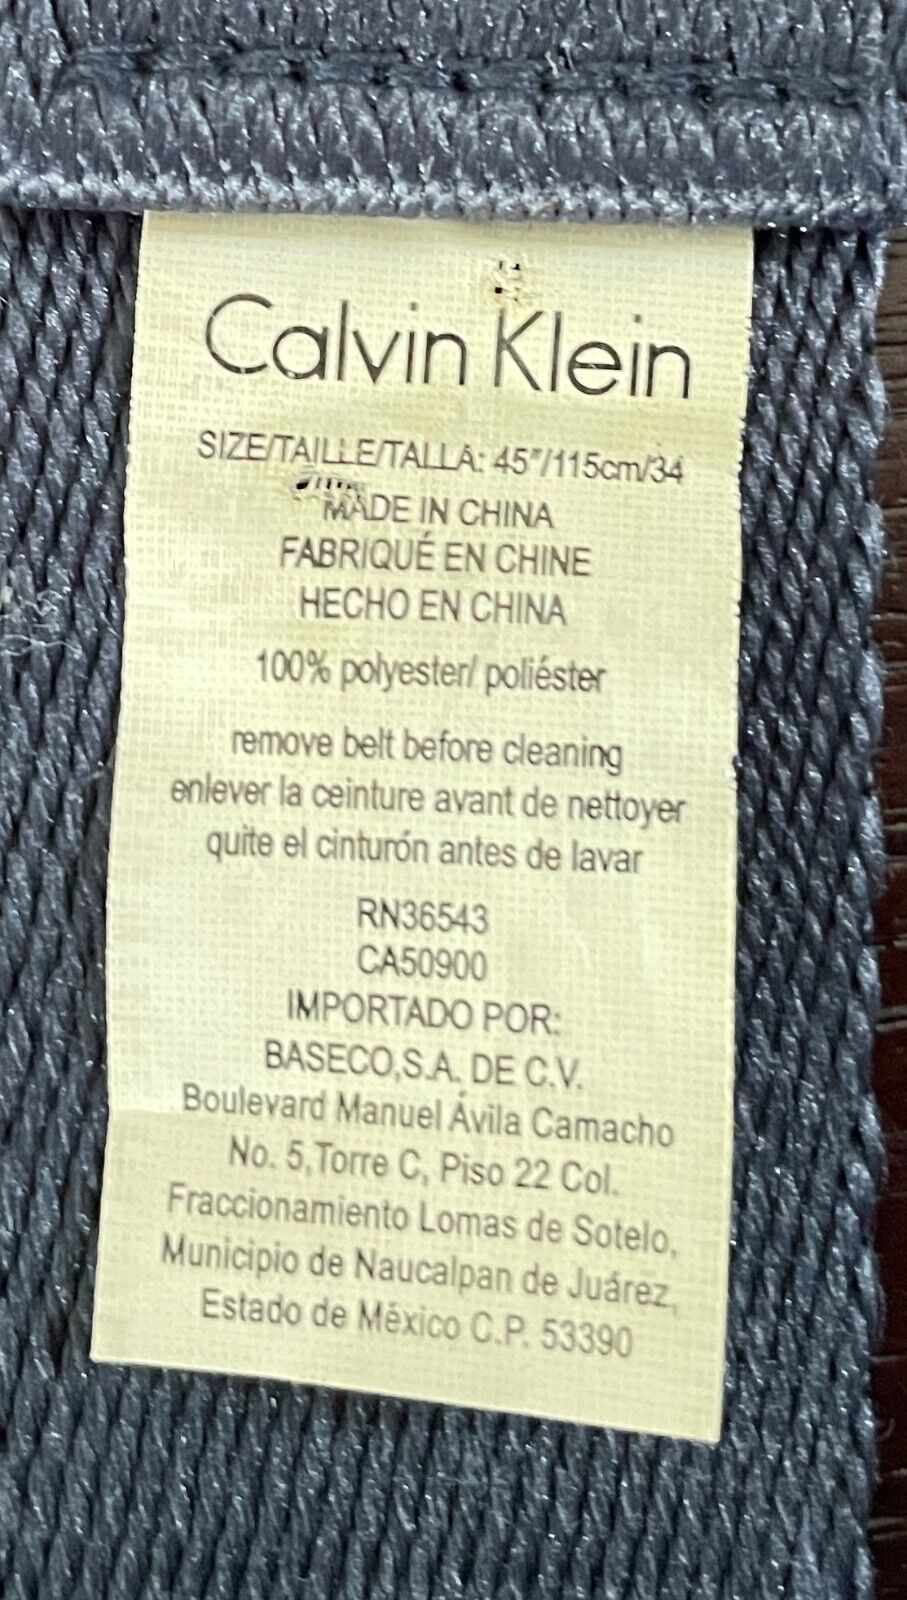 Calvin Klein
SIZE/TAILLE/TALLA: 45"/115cm/34
MADE IN CHINA
FABRIQUÉ EN CHINE
HECHO EN CHINA
100% polyester/ poliéster
remove belt before cleaning
enlever la ceinture avant de nettoyer
quite el cinturón antes de lavar
RN36543
CA50900
IMPORTADO POR:
BASECO,S.A. DE C.V.
Boulevard Manuel Ávila Camacho
No. 5,Torre C, Piso 22 Col.
Fraccionamiento Lomas de Sotelo,
Municipio de Naucalpan de Juárez,
Estado de México C.P. 53390